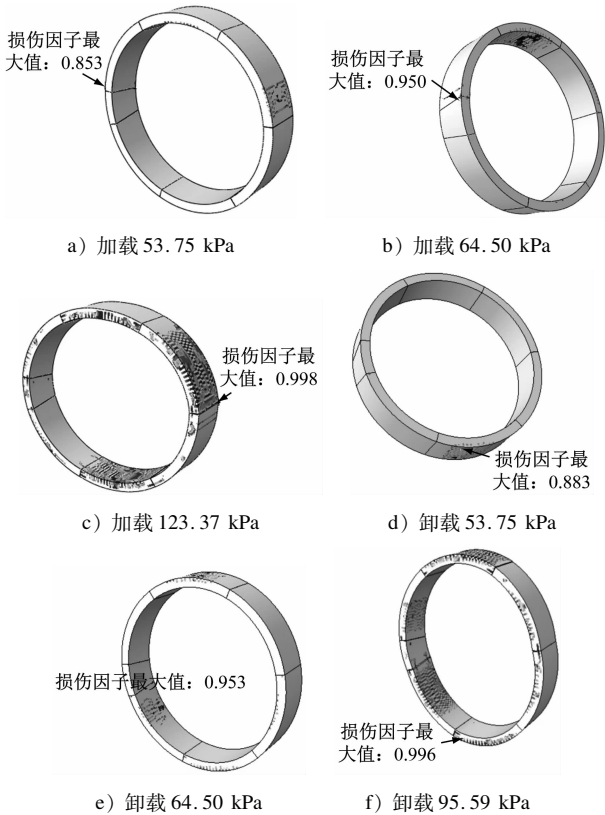 损伤因子最
大值：0.853
损伤因子最
大值：0.950
a）加载 53.75 kPa
b）加载 64.50 kPa
损伤因子最
大值：0.998
损伤因子最
大值：0.883
c）加载 123.37 kPa
d）卸载 53.75 kPa
损伤因子最大值：0.953
损伤因子最
大值：0.996
e）卸载 64.50 kPa
f）卸载 95.59 kPa